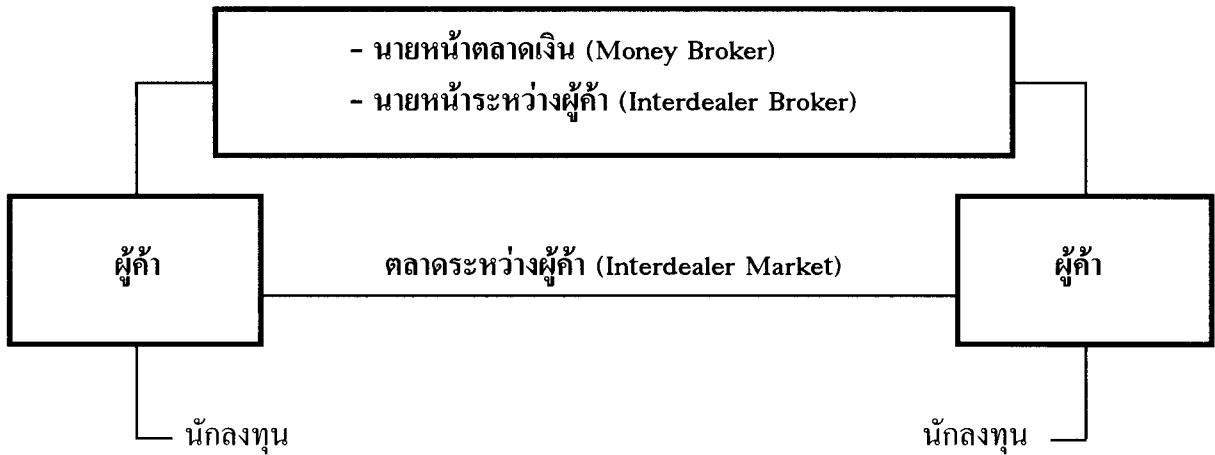 - นายหน้าตลาดเงิน (Money Broker)
- นายหน้าระหว่างผู้ค้า (Interdealer Broker)
ผู้ค้า
ตลาดระหว่างผู้ค้า (Interdealer Market)
ผู้ค้า
นักลงทุน
นักลงทุน